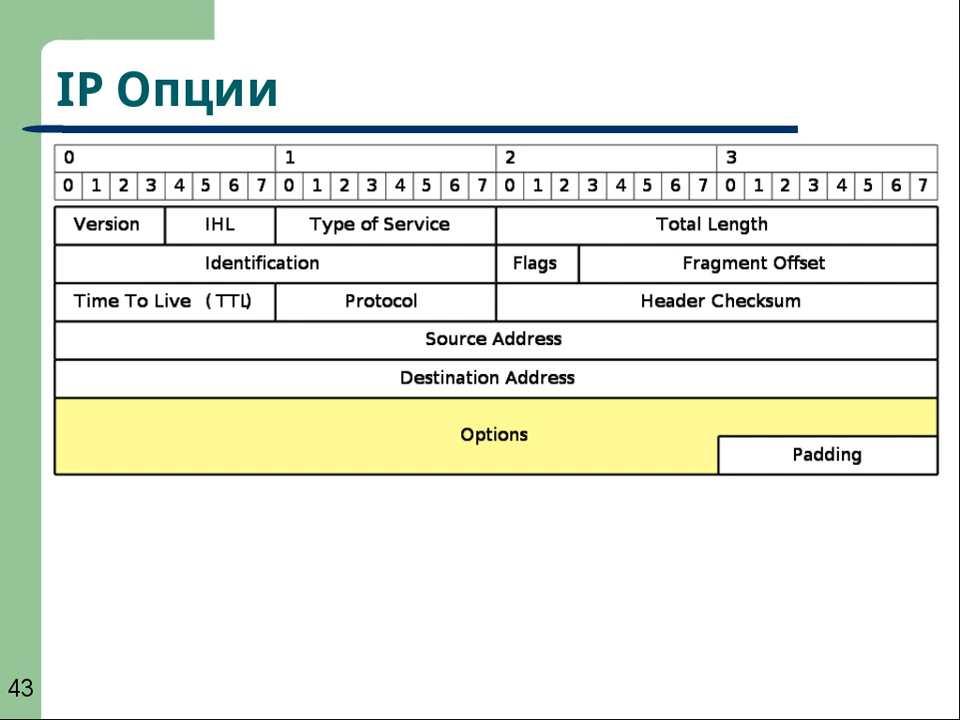 IP Опции
0 1 2 3
0 1 2 3 4 5 6 7 0 1 2 3 4 5 6 7 0 1 2 3 4 5 6 7 0 1 2 3 4 5 6 7
Version IHL Type of Service Total Length
Identification Flags Fragment Offset
Time To Live (TTL) Protocol Header Checksum
Source Address
Destination Address
Options
Padding
43